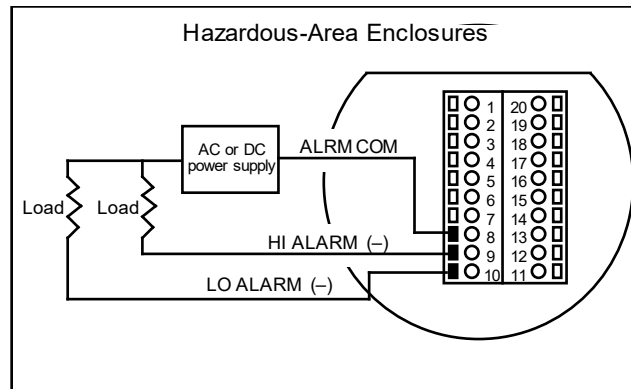 Hazardous-Area Enclosures
AC or DC
power supply
ALRM COM
Load
Load
HI ALARM (–)
LO ALARM (–)
1 20
2 19
3 18
4 17
5 16
6 15
7 14
8 13
9 12
10 11